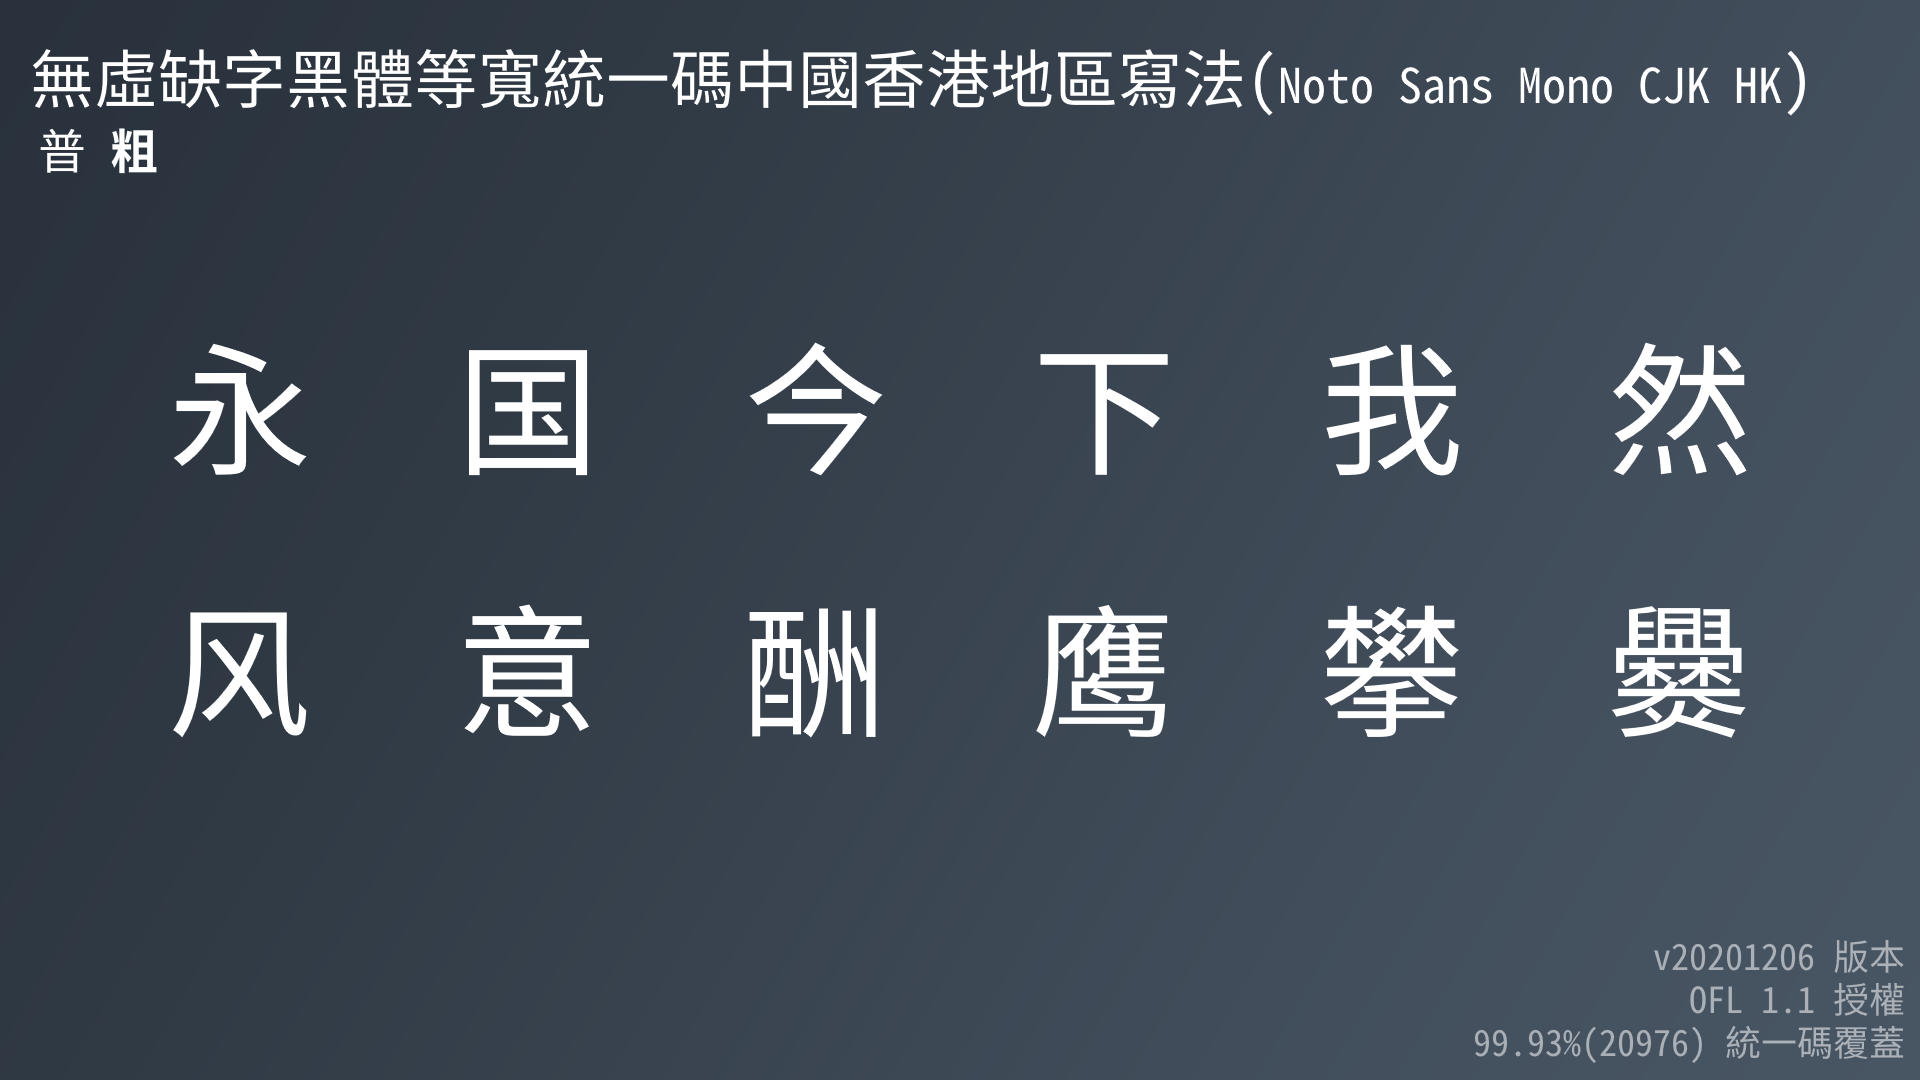 無虛缺字黑體等寬統一碼中國香港地區寫法(Noto Sans Mono CJK HK)
普 粗
永 国 今 下 我 然
风 意 酬 鹰 攀 爨
v20201206 版本
OFL 1.1 授權
99.93%(20976) 統一碼覆蓋